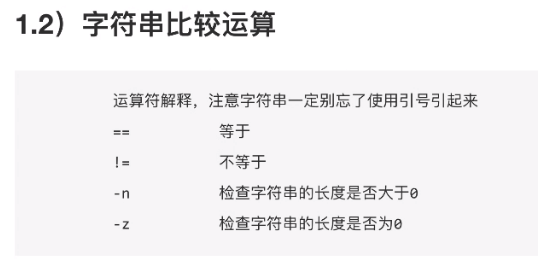 1.2）字符串比较运算
运算符解释，注意字符串一定别忘了使用引号引起来
== 等于
!= 不等于
-n 检查字符串的长度是否大于0
-z 检查字符串的长度是否为0